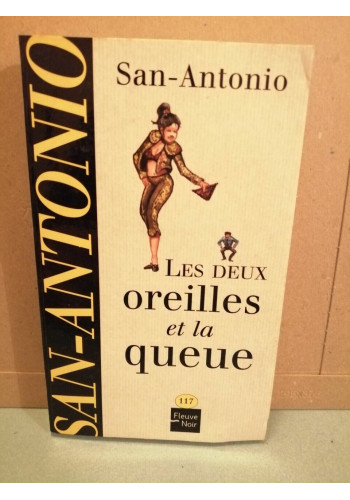 SAN-ANTONIO
San-Antonio
LES DEUX
oreilles
et la
queue
117
Fleuve
Noir